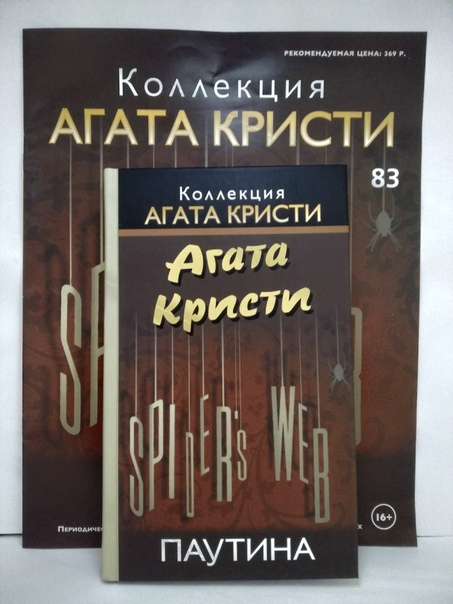 РЕКОМЕНДУЕМАЯ ЦЕНА: 369 Р.
Коллекция
АГАТА КРИСТИ
83
Коллекция
АГАТА КРИСТИ
Агата
Кристи
SPIDER'S WEB
ПАУТИНА
16+